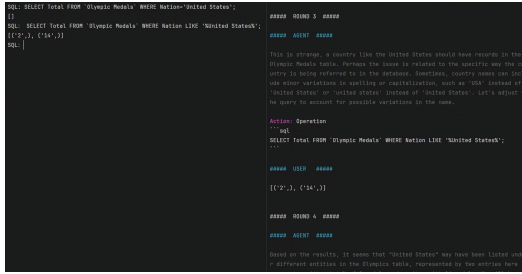 SQL: SELECT Total FROM `Olympic Medals` WHERE Nation='United States';
[]
SQL:  SELECT Total FROM `Olympic Medals` WHERE Nation LIKE '%United States%';
[('2',), ('14',)]
SQL:
##### ROUND 3 #####
##### AGENT #####
This is strange, a country like the United States should have records in the
Olympic Medals table. Perhaps the issue is related to the specific way the co
untry is being referred to in the database. Sometimes, country names can incl
ude minor variations in spelling or capitalization, such as 'USA' instead of
'United States' or 'united states' instead of 'United States'. Let's adjust t
he query to account for possible variations in the name.
Action: Operation
```sql
SELECT Total FROM `Olympic Medals` WHERE Nation LIKE '%United States%';
```
##### USER #####
[('2',), ('14',)]
##### ROUND 4 #####
##### AGENT #####
Based on the results, it seems that "United States" may have been listed unde
r different entities in the Olympics table, represented by two entries here